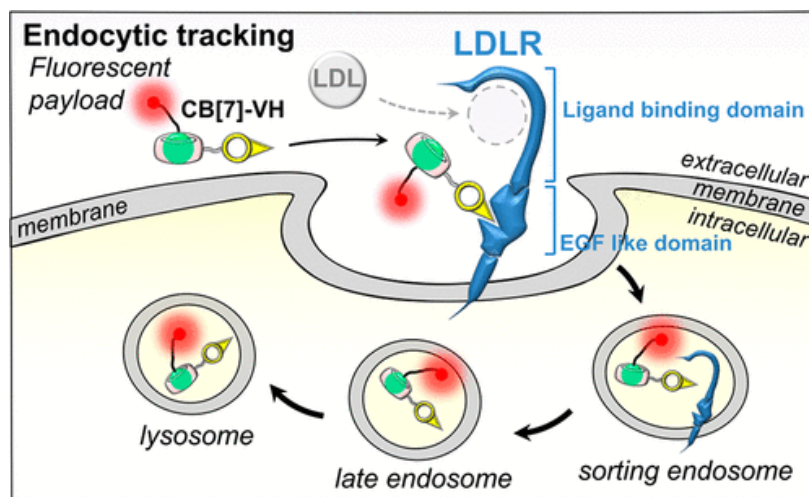 Endocytic tracking
Fluorescent
payload
CB[7]-VH
LDL
LDLR
Ligand binding domain
extracellular
membrane
intracellular
membrane
EGF like domain
lysosome
late endosome
sorting endosome